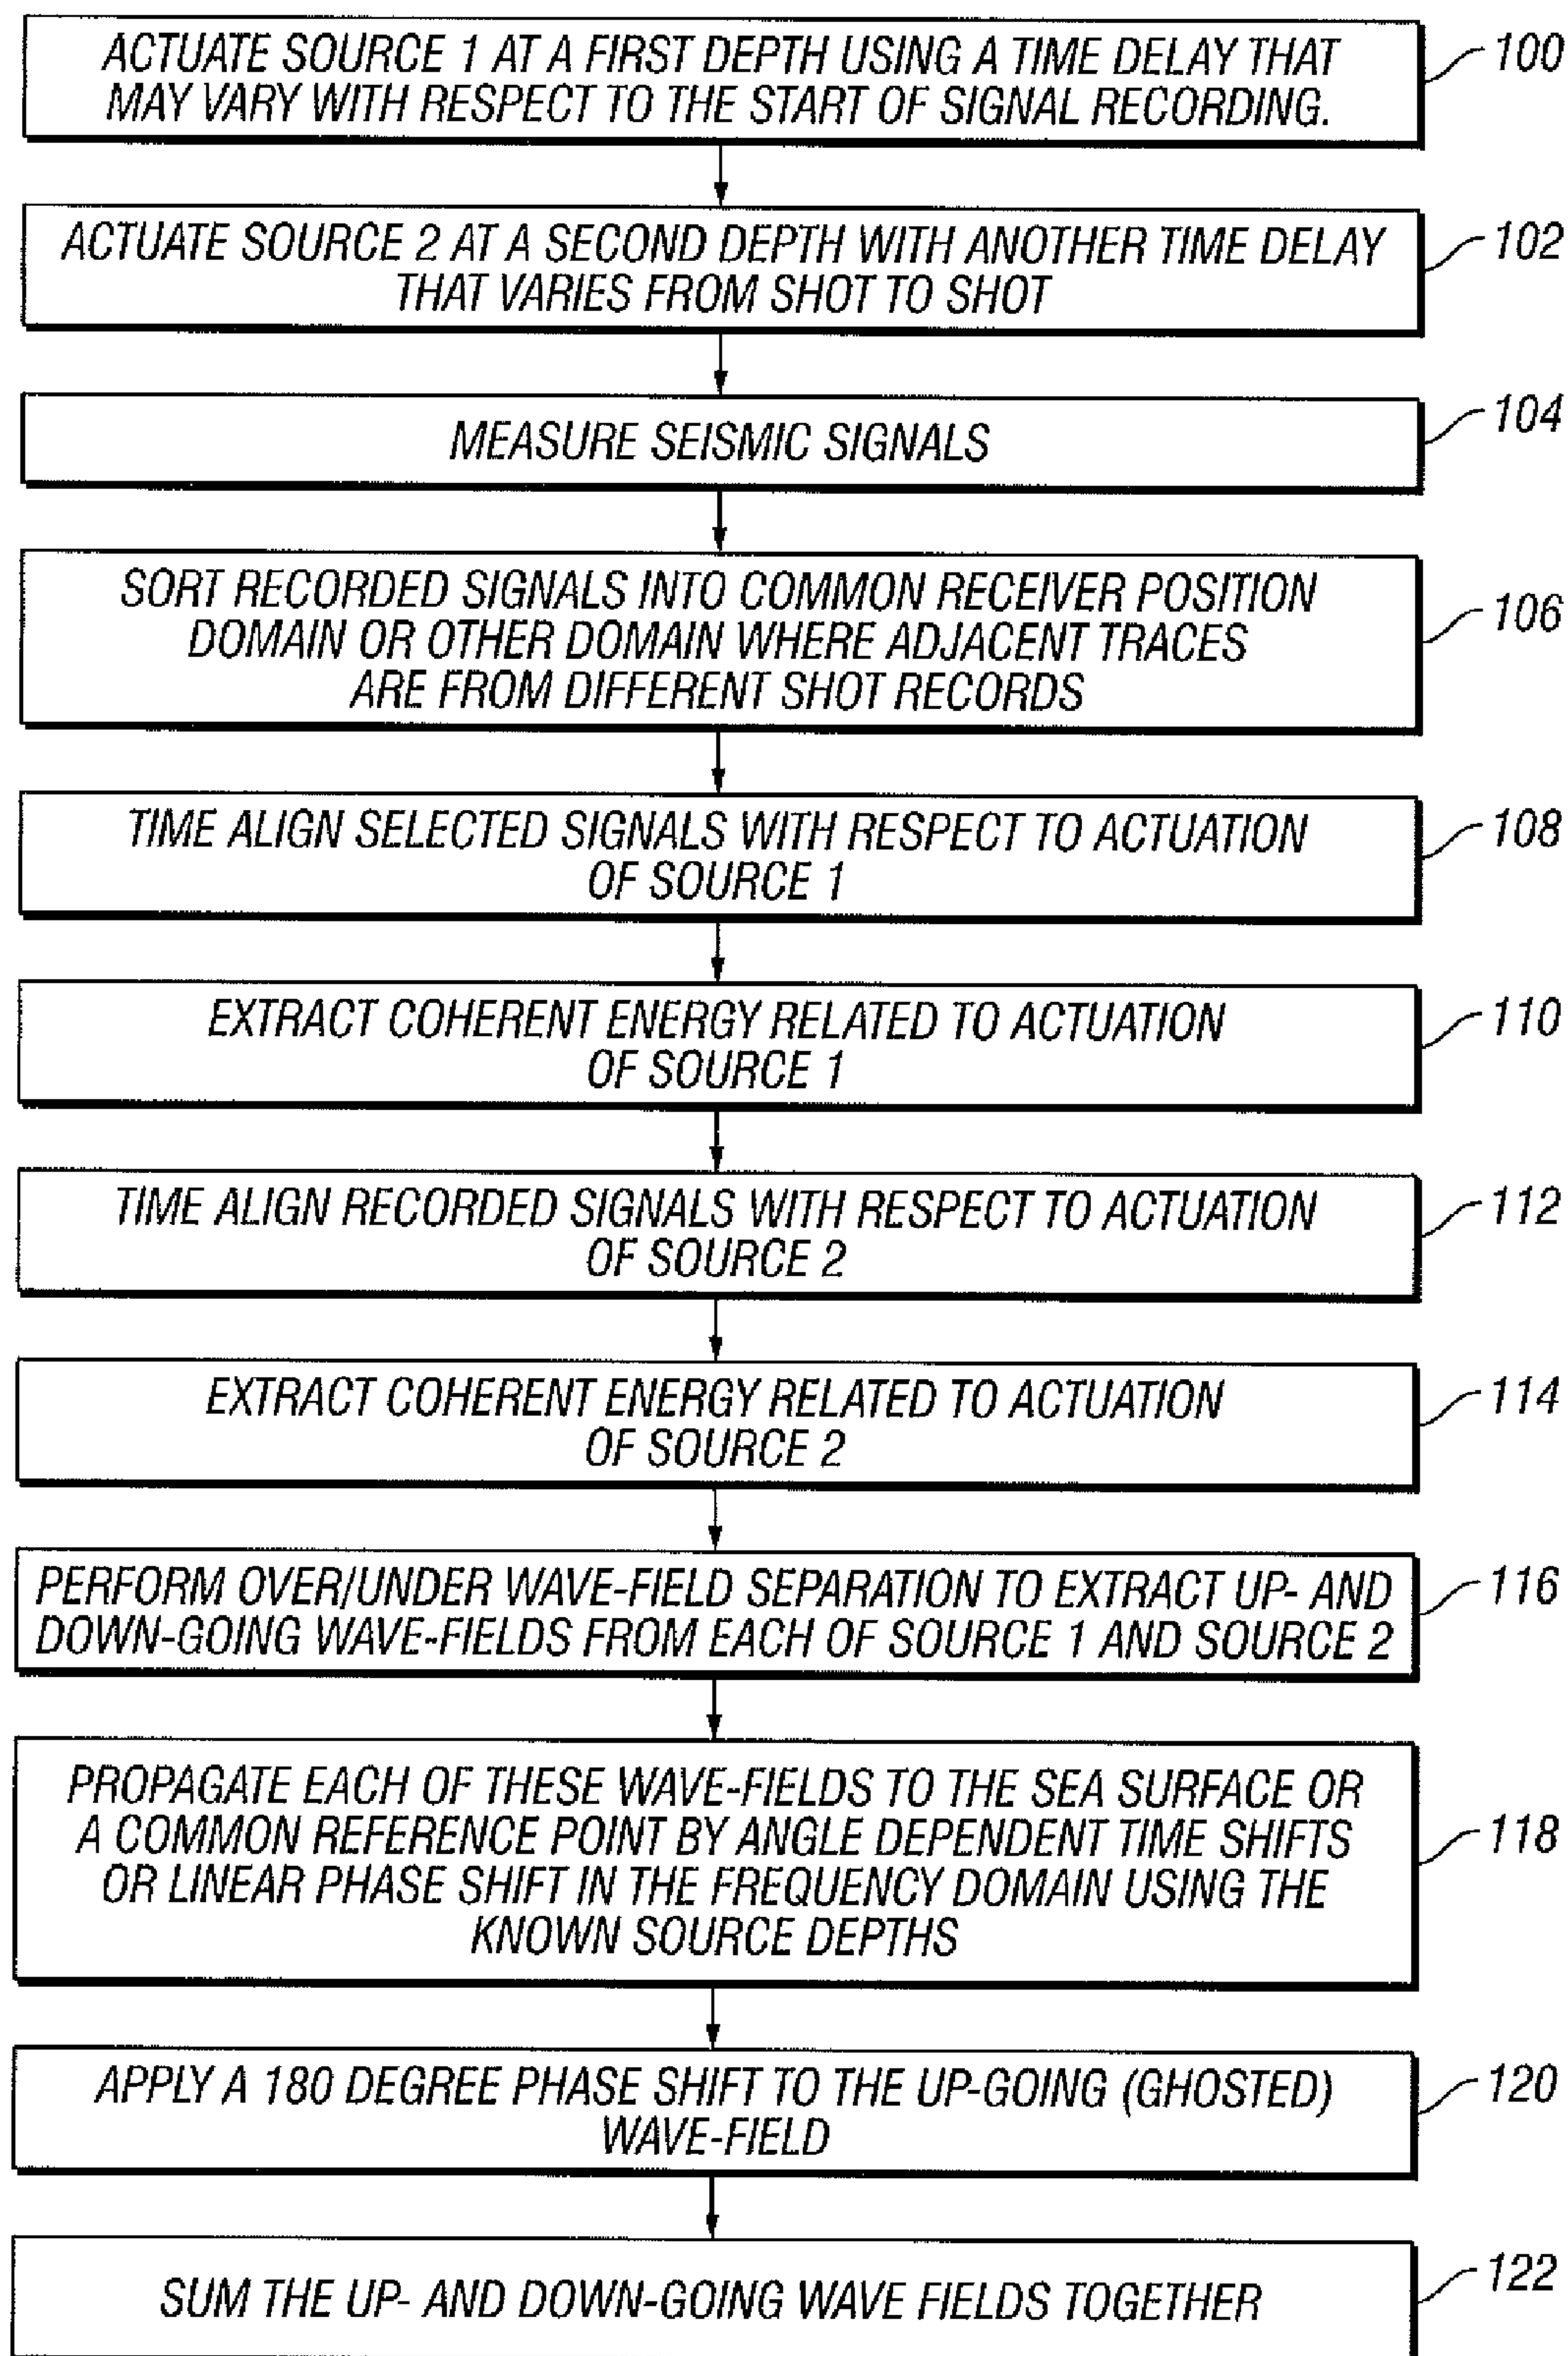 ACTUATE SOURCE 1 AT A FIRST DEPTH USING A TIME DELAY THAT
MAY VARY WITH RESPECT TO THE START OF SIGNAL RECORDING.
100
ACTUATE SOURCE 2 AT A SECOND DEPTH WITH ANOTHER TIME DELAY
THAT VARIES FROM SHOT TO SHOT
102
MEASURE SEISMIC SIGNALS
104
SORT RECORDED SIGNALS INTO COMMON RECEIVER POSITION
DOMAIN OR OTHER DOMAIN WHERE ADJACENT TRACES
ARE FROM DIFFERENT SHOT RECORDS
106
TIME ALIGN SELECTED SIGNALS WITH RESPECT TO ACTUATION
OF SOURCE 1
108
EXTRACT COHERENT ENERGY RELATED TO ACTUATION
OF SOURCE 1
110
TIME ALIGN RECORDED SIGNALS WITH RESPECT TO ACTUATION
OF SOURCE 2
112
EXTRACT COHERENT ENERGY RELATED TO ACTUATION
OF SOURCE 2
114
PERFORM OVER/UNDER WAVE-FIELD SEPARATION TO EXTRACT UP- AND
DOWN-GOING WAVE-FIELDS FROM EACH OF SOURCE 1 AND SOURCE 2
116
PROPAGATE EACH OF THESE WAVE-FIELDS TO THE SEA SURFACE OR
A COMMON REFERENCE POINT BY ANGLE DEPENDENT TIME SHIFTS
OR LINEAR PHASE SHIFT IN THE FREQUENCY DOMAIN USING THE
KNOWN SOURCE DEPTHS
118
APPLY A 180 DEGREE PHASE SHIFT TO THE UP-GOING (GHOSTED)
WAVE-FIELD
120
SUM THE UP- AND DOWN-GOING WAVE FIELDS TOGETHER
122